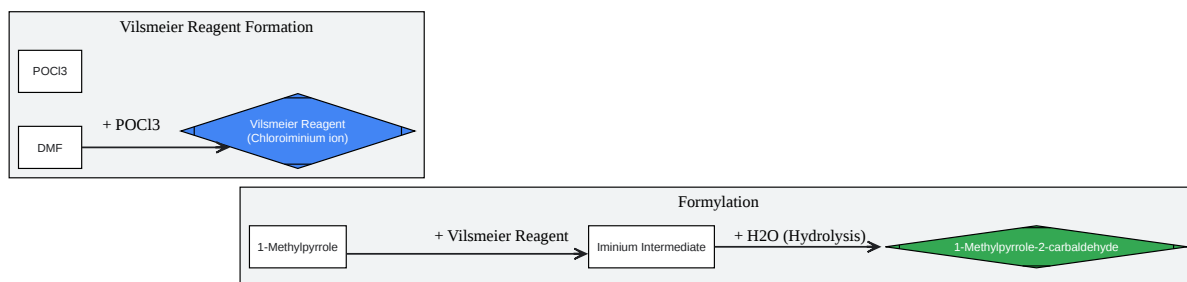 Vilsmeier Reagent Formation
POCl3
+ POCl3
DMF
Vilsmeier Reagent
(Chloroiminium ion)
Formylation
1-Methylpyrrole
+ Vilsmeier Reagent
Iminium Intermediate
+ H2O (Hydrolysis)
1-Methylpyrrole-2-carbaldehyde